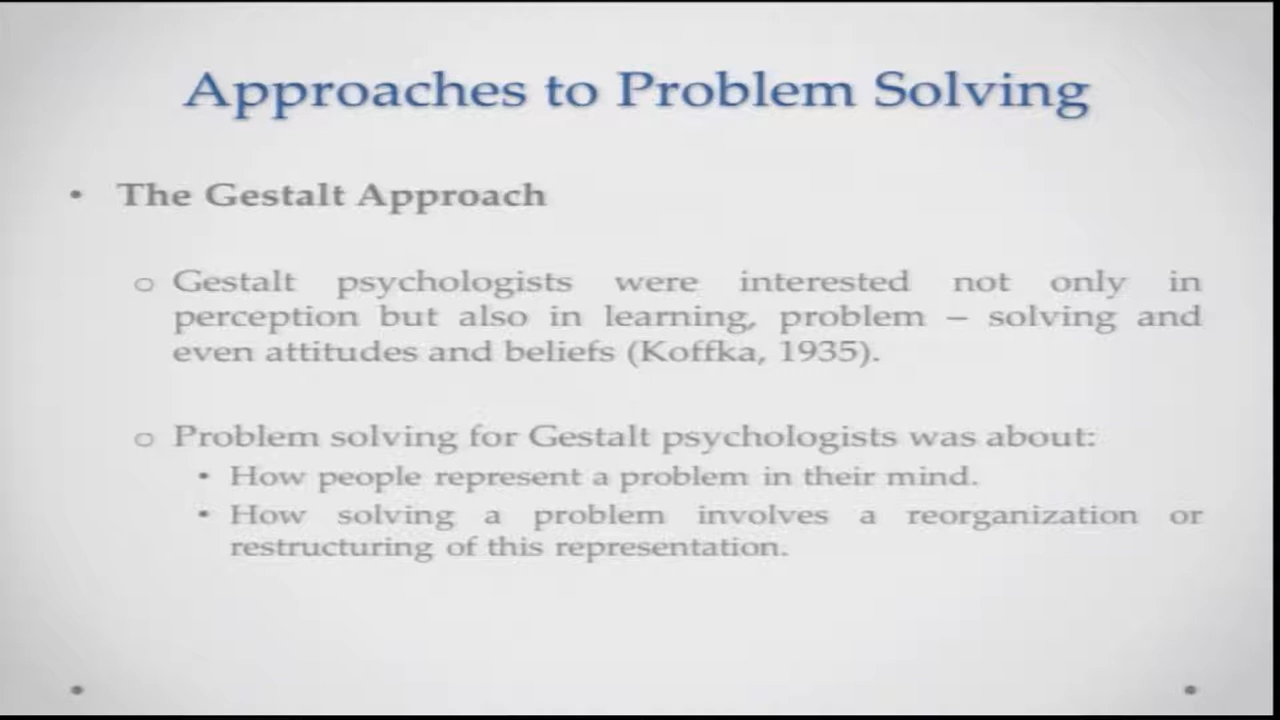 Approaches to Problem Solving
• The Gestalt Approach
o Gestalt psychologists were interested not only in
perception but also in learning, problem – solving and
even attitudes and beliefs (Koffka, 1935).
o Problem solving for Gestalt psychologists was about:
• How people represent a problem in their mind.
• How solving a problem involves a reorganization or
restructuring of this representation.